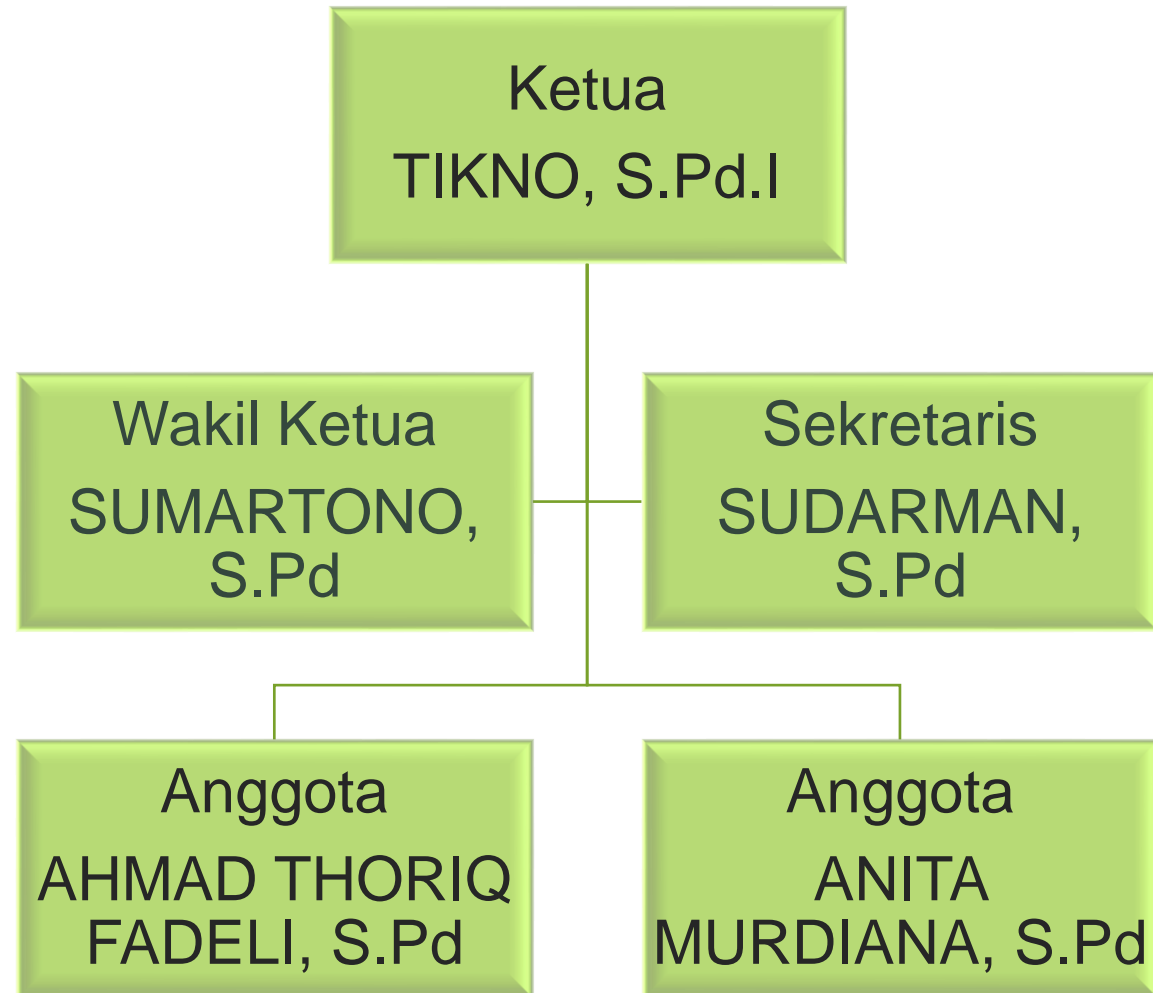 Ketua
TIKNO, S.Pd.I
Wakil Ketua
SUMARTONO,
S.Pd
Sekretaris
SUDARMAN,
S.Pd
Anggota
AHMAD THORIQ
FADELI, S.Pd
Anggota
ANITA
MURDIANA, S.Pd